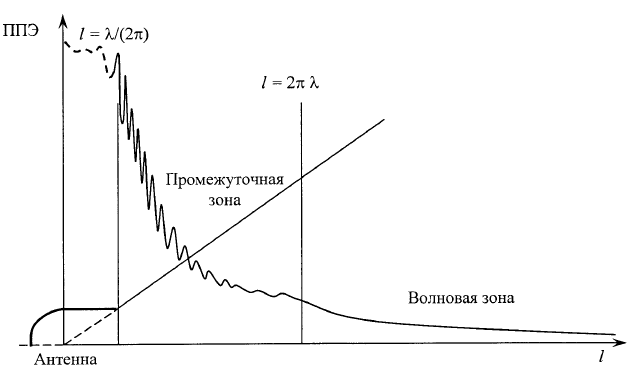 ППЭ
l = λ/(2π)
l = 2π λ
Промежуточная
зона
Волновая зона
Антенна
l